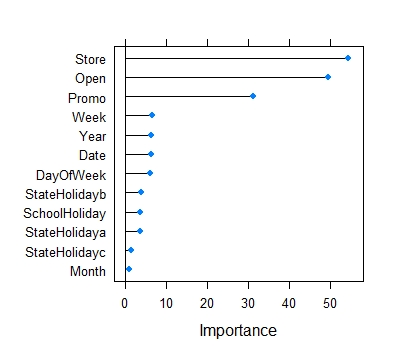 Store
Open
Promo
Week
Year
Date
DayOfWeek
StateHolidayb
SchoolHoliday
StateHolidaya
StateHolidayc
Month
0 10 20 30 40 50
Importance